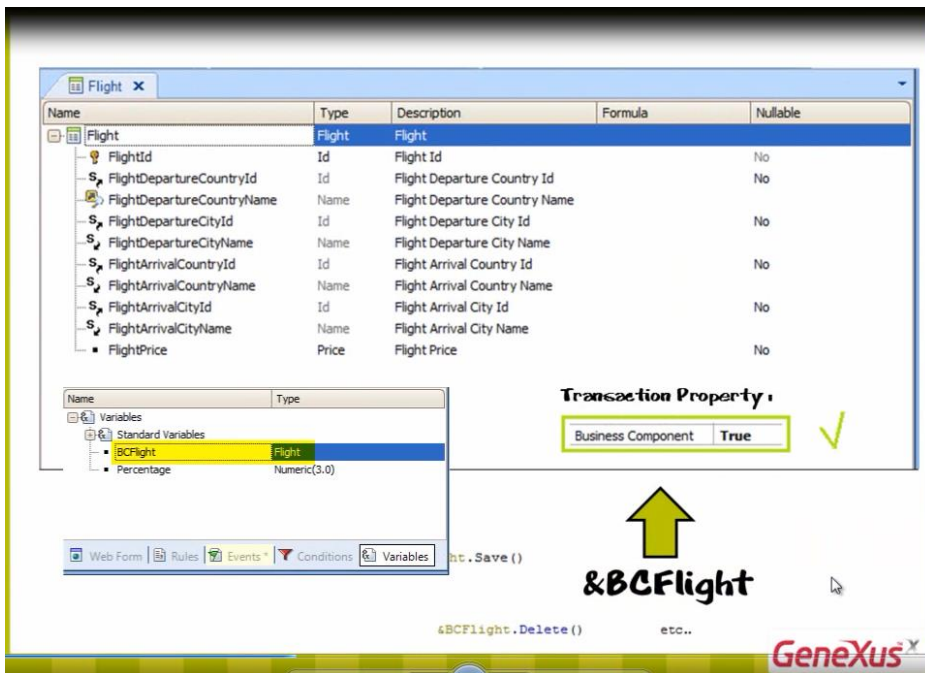 Flight
Name Type Description Formula Nullable
Flight Flight Flight
FlightId Id Flight Id No
FlightDepartureCountryId Id Flight Departure Country Id No
FlightDepartureCountryName Name Flight Departure Country Name
FlightDepartureCityId Id Flight Departure City Id No
FlightDepartureCityName Name Flight Departure City Name
FlightArrivalCountryId Id Flight Arrival Country Id No
FlightArrivalCountryName Name Flight Arrival Country Name
FlightArrivalCityId Id Flight Arrival City Id No
FlightArrivalCityName Name Flight Arrival City Name
FlightPrice Price Flight Price No
Name Type
Variables
Standard Variables
BCFlight Flight
Percentage Numeric(3.0)
Web Form Rules Events * Conditions Variables
Transaction Property:
Business Component True
ht.Save()
&BCFlight
&BCFlight.Delete() etc..
GeneXus X